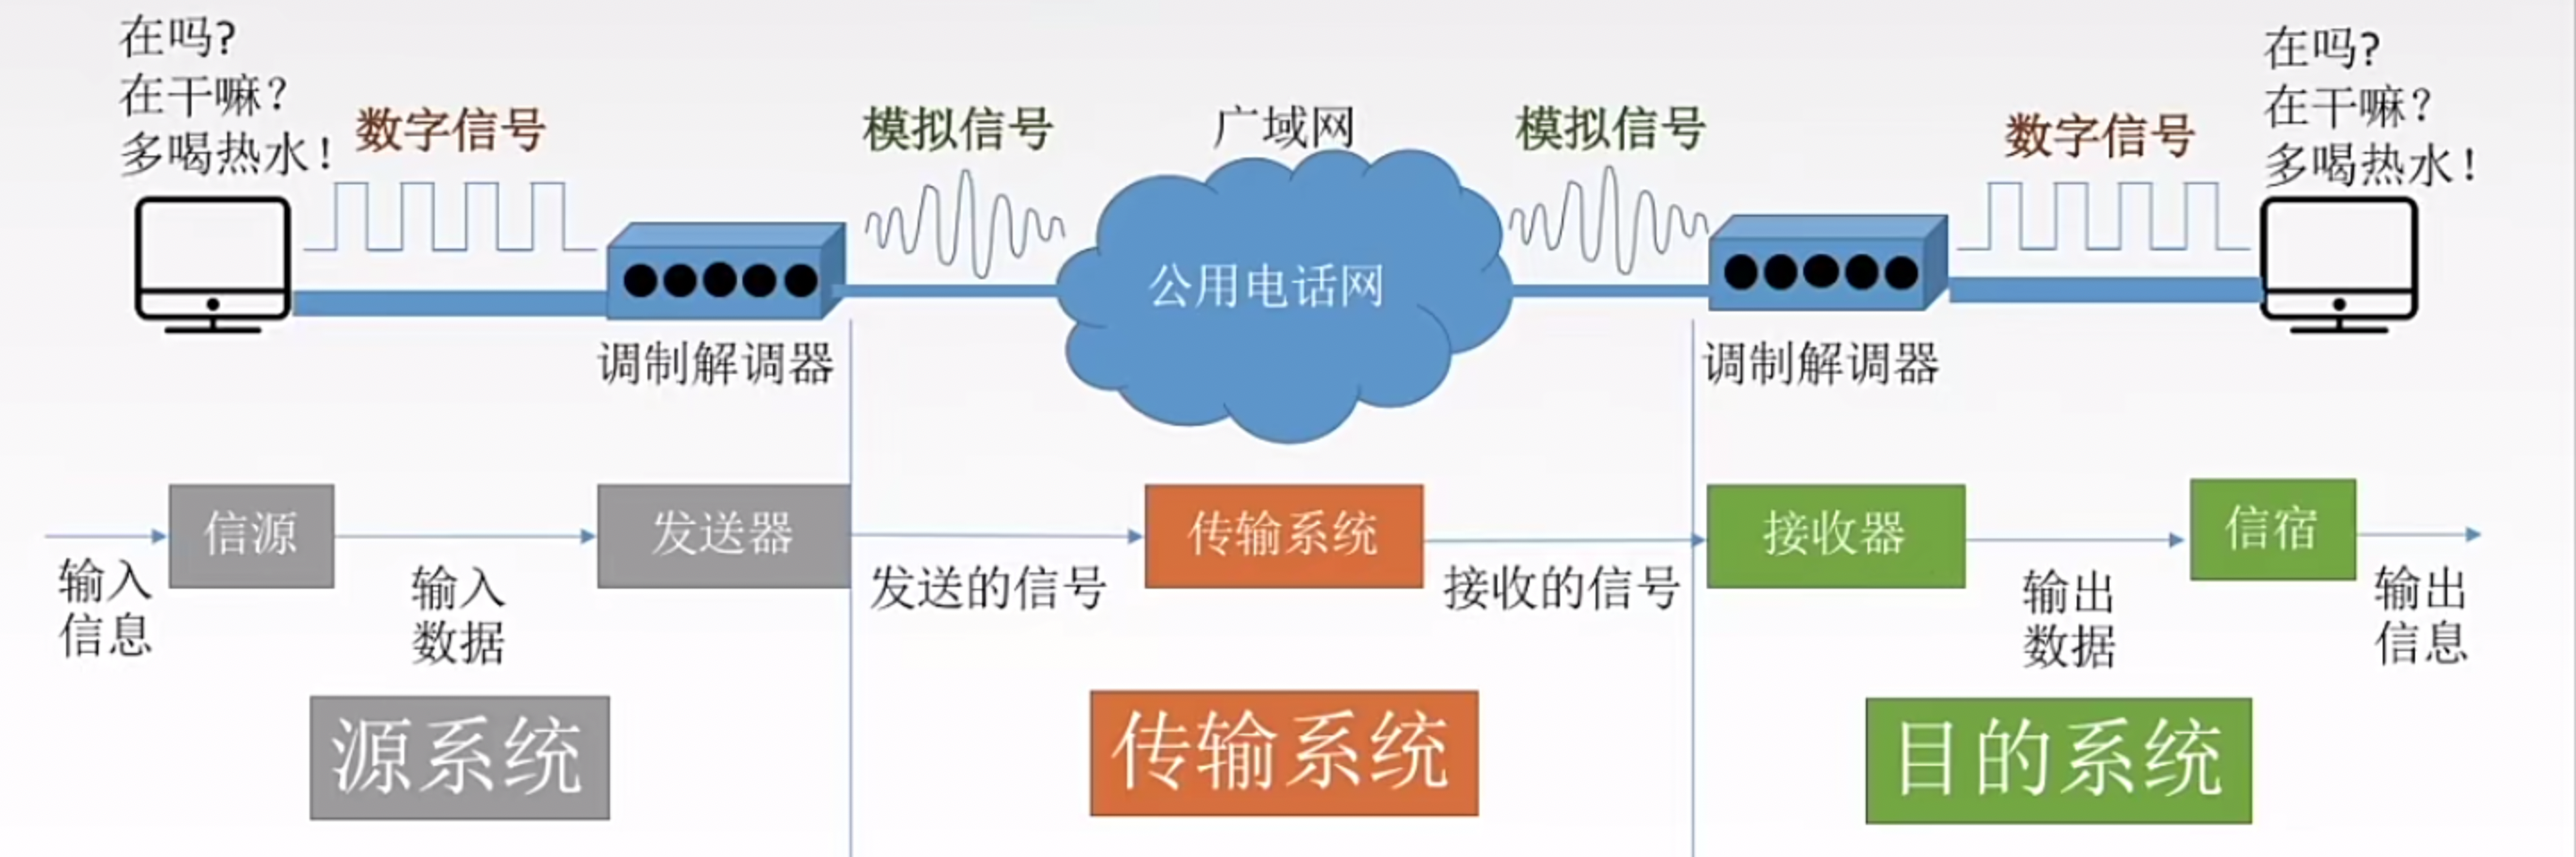 在吗?
在干嘛?
多喝热水!
数字信号
模拟信号
广域网
模拟信号
数字信号
在吗?
在干嘛?
多喝热水!
公用电话网
调制解调器
调制解调器
信源
发送器
传输系统
接收器
信宿
输入
信息
输入
数据
发送的信号
接收的信号
输出
数据
输出
信息
源系统
传输系统
目的系统